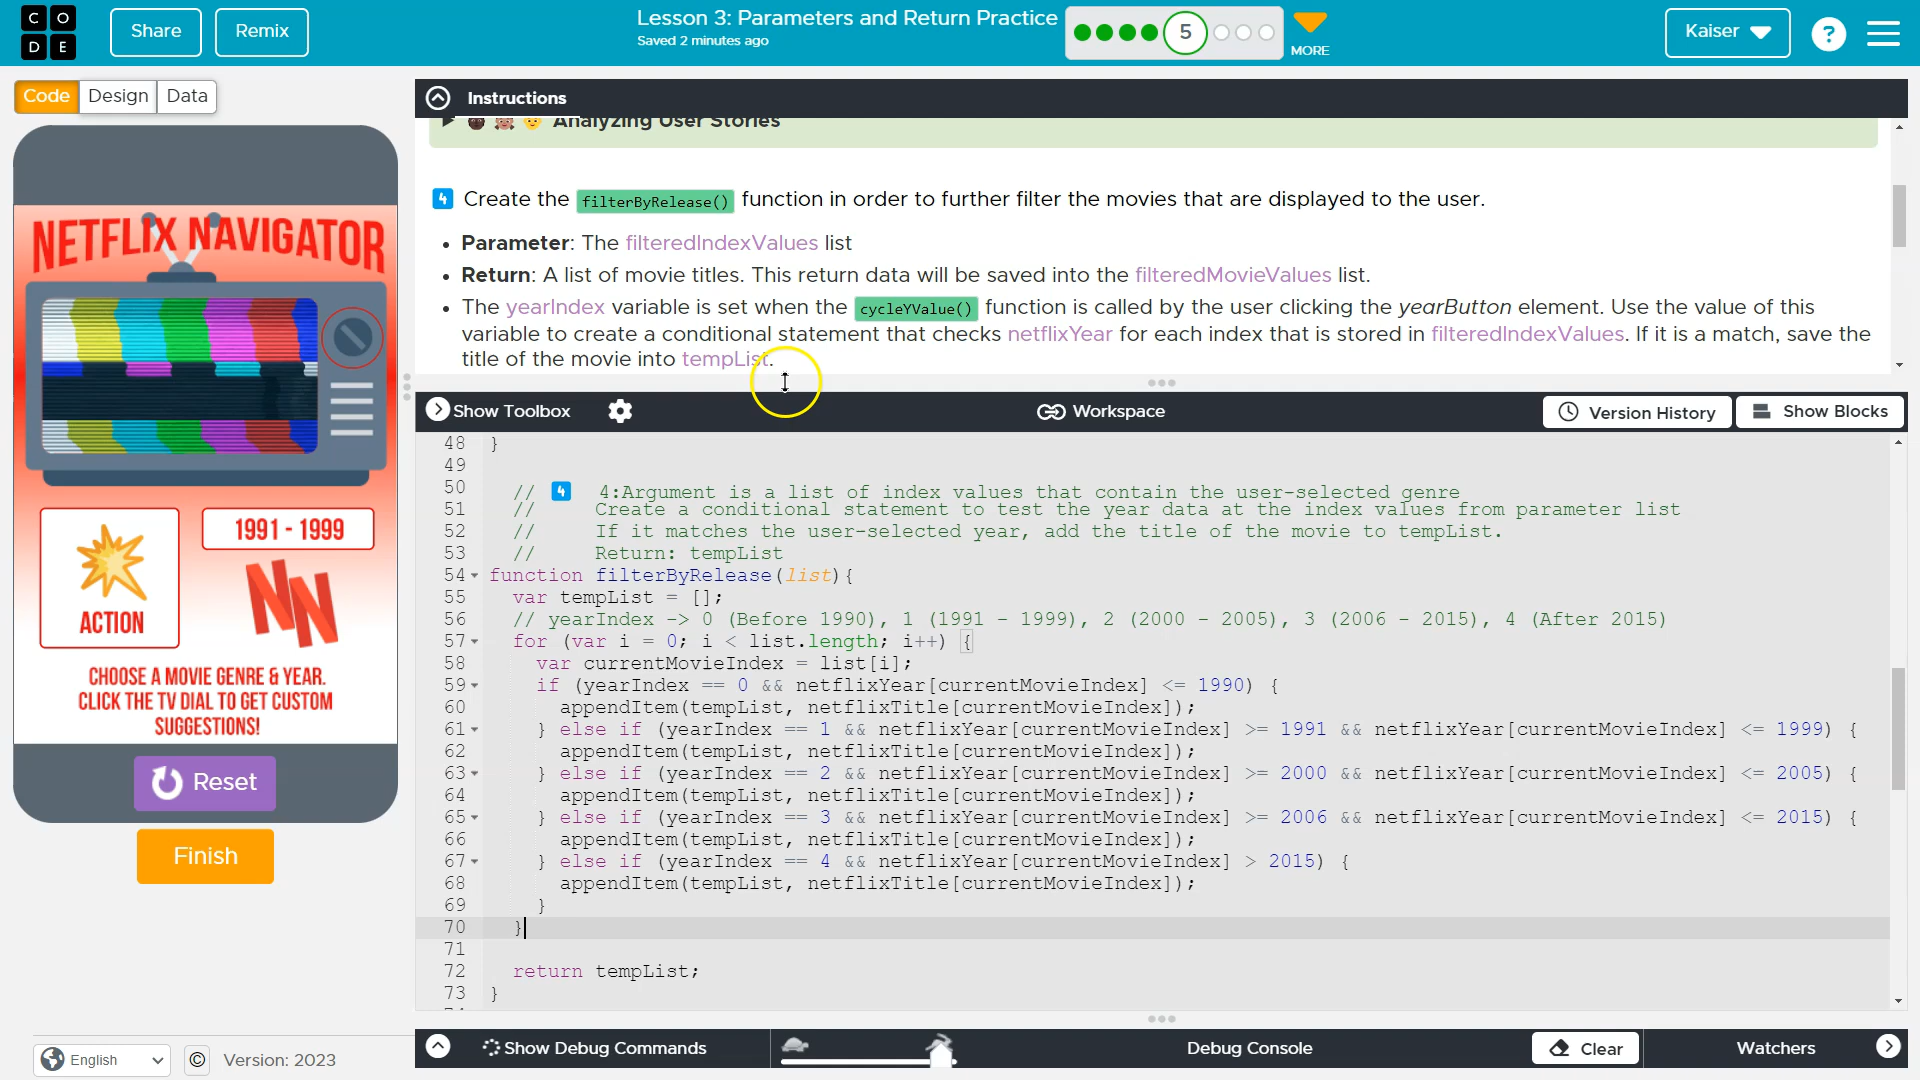 C O
D E
Share
Remix
Lesson 3: Parameters and Return Practice
Saved 2 minutes ago
5
MORE
Kaiser
?
Code
Design
Data
Instructions
Analyzing User Stories
4 Create the filterByRelease() function in order to further filter the movies that are displayed to the user.
• Parameter: The filteredIndexValues list
• Return: A list of movie titles. This return data will be saved into the filteredMovieValues list.
• The yearIndex variable is set when the cycleYValue() function is called by the user clicking the yearButton element. Use the value of this
variable to create a conditional statement that checks netflixYear for each index that is stored in filteredIndexValues. If it is a match, save the
title of the movie into tempList.
NETFLIX NAVIGATOR
ACTION
1991 - 1999
NN
CHOOSE A MOVIE GENRE & YEAR.
CLICK THE TV DIAL TO GET CUSTOM
SUGGESTIONS!
Reset
Finish
Show Toolbox
Workspace
Version History
Show Blocks
48 }
49
50 // 4 4:Argument is a list of index values that contain the user-selected genre
51 // Create a conditional statement to test the year data at the index values from parameter list
52 // If it matches the user-selected year, add the title of the movie to tempList.
53 // Return: tempList
54 function filterByRelease(list){
55 var tempList = [];
56 // yearIndex -> 0 (Before 1990), 1 (1991 - 1999), 2 (2000 - 2005), 3 (2006 - 2015), 4 (After 2015)
57 for (var i = 0; i < list.length; i++) {
58 var currentMovieIndex = list[i];
59 if (yearIndex == 0 && netflixYear[currentMovieIndex] <= 1990) {
60 appendItem(tempList, netflixTitle[currentMovieIndex]);
61 } else if (yearIndex == 1 && netflixYear[currentMovieIndex] >= 1991 && netflixYear[currentMovieIndex] <= 1999) {
62 appendItem(tempList, netflixTitle[currentMovieIndex]);
63 } else if (yearIndex == 2 && netflixYear[currentMovieIndex] >= 2000 && netflixYear[currentMovieIndex] <= 2005) {
64 appendItem(tempList, netflixTitle[currentMovieIndex]);
65 } else if (yearIndex == 3 && netflixYear[currentMovieIndex] >= 2006 && netflixYear[currentMovieIndex] <= 2015) {
66 appendItem(tempList, netflixTitle[currentMovieIndex]);
67 } else if (yearIndex == 4 && netflixYear[currentMovieIndex] > 2015) {
68 appendItem(tempList, netflixTitle[currentMovieIndex]);
69 }
70 }
71
72 return tempList;
73 }
English
© Version: 2023
Show Debug Commands
Debug Console
Clear
Watchers